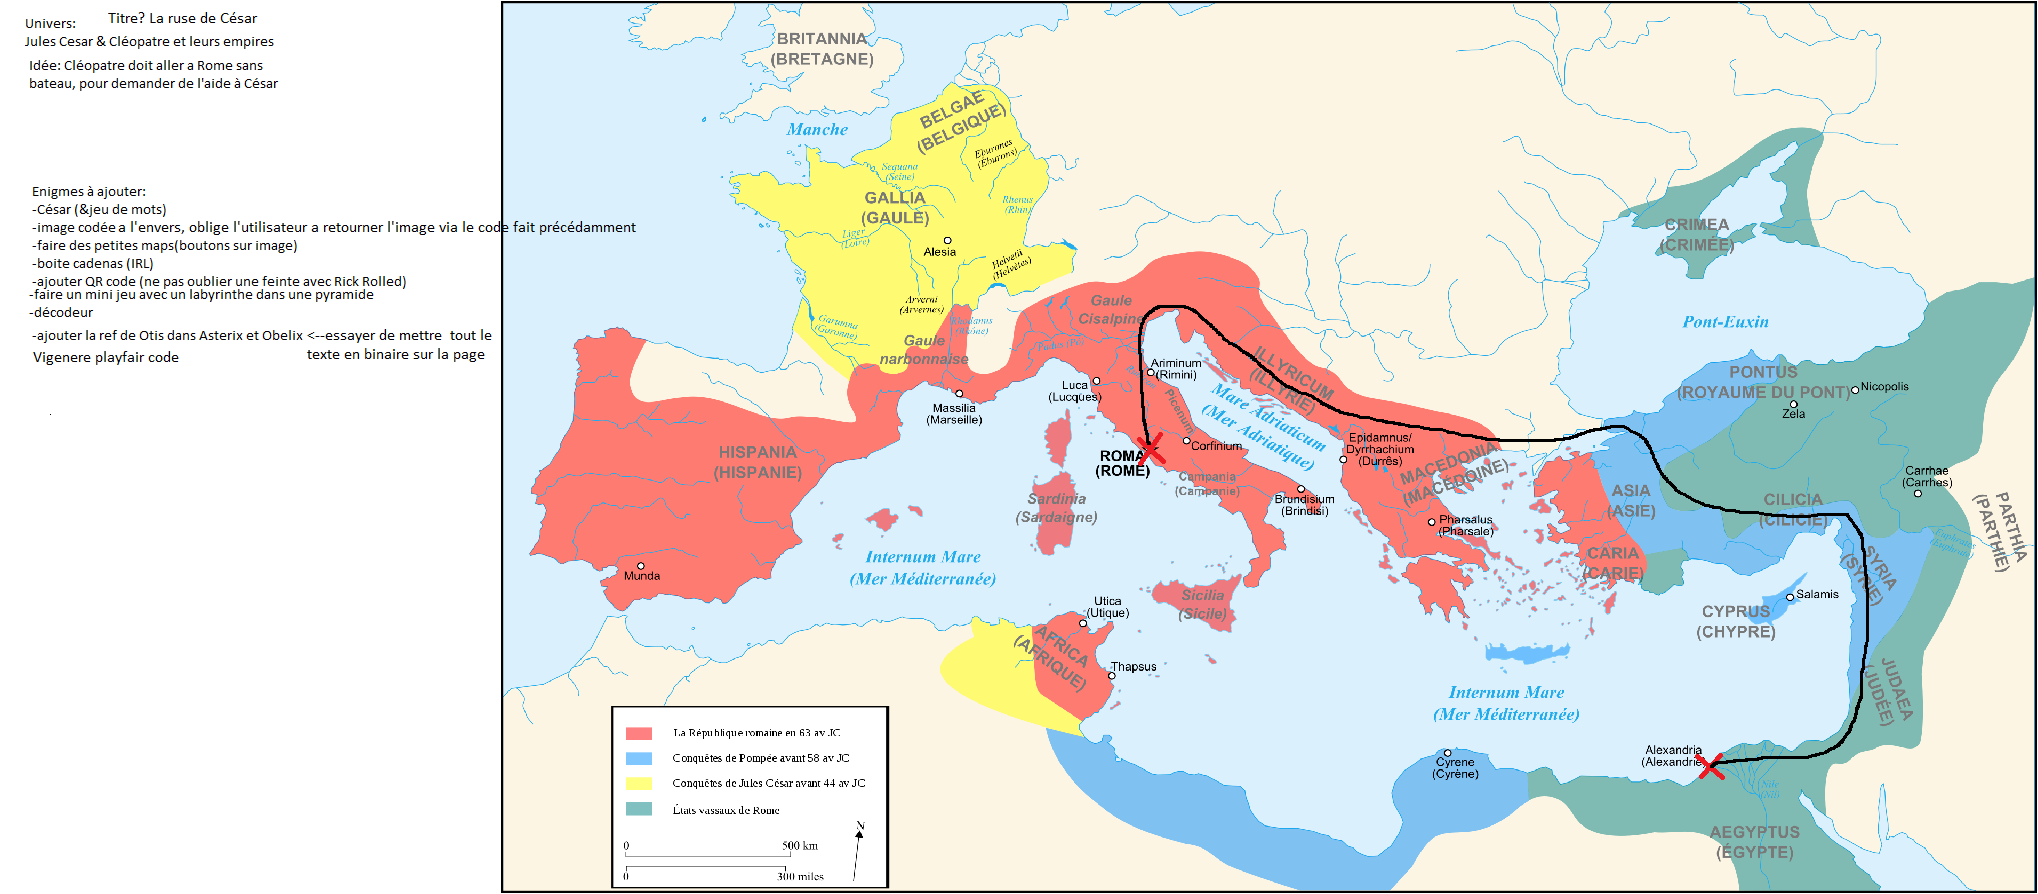 Univers:
Titre? La ruse de César
Jules Cesar & Cléopatre et leurs empires
Idée: Cléopatre doit aller a Rome sans
bateau, pour demander de l'aide à César
Enigmes à ajouter:
-César (&jeu de mots)
-image codée a l'envers, oblige l'utilisateur a retourner l'image via le code fait précédamment
-faire des petites maps(boutons sur image)
-boite cadenas (IRL)
-ajouter QR code (ne pas oublier une feinte avec Rick Rolled)
-faire un mini jeu avec un labyrinthe dans une pyramide
-décodeur
-ajouter la ref de Otis dans Asterix et Obelix <--essayer de mettre tout le
texte en binaire sur la page
Vigenere playfair code
BRITANNIA
(BRETAGNE)
Manche
BELGAE
(BELGIQUE)
Eburones
(Eburons)
Sequana
(Seine)
GALLIA
(GAULE)
Rhenus
(Rhin)
Liger
(Loire)
Alesia
Helvetii
(Helvètes)
Arverni
(Arvernes)
Garumna
(Garonne)
Rhodanus
(Rhône)
Gaule
narbonnaise
Gaule
Cisalpine
Padus (Pô)
Massilia
(Marseille)
Luca
(Lucques)
Ariminum
(Rimini)
Picenum
Corfinium
ROMA
(ROME)
Campania
(Campanie)
Brundisium
(Brindisi)
ILLYRICUM
(ILLYRIE)
Mare Adriaticum
(Mer Adriatique)
Epidamnus/
Dyrrhachium
(Durrës)
MACEDONIA
(MACÉDOINE)
Pharsalus
(Pharsale)
HISPANIA
(HISPANIE)
Munda
Sardinia
(Sardaigne)
Internum Mare
(Mer Méditerranée)
Sicilia
(Sicile)
Utica
(Utique)
AFRICA
(AFRIQUE)
Thapsus
CRIMEA
(CRIMÉE)
Pont-Euxin
PONTUS
(ROYAUME DU PONT)
Nicopolis
Zela
Carrhae
(Carrhes)
ASIA
(ASIE)
CILICIA
(CILICIE)
CARIA
(CARIE)
PARTHIA
(PARTHIE)
Euphrates
(Euphrate)
SYRIA
(SYRIE)
Salamis
CYPRUS
(CHYPRE)
JUDAEA
(JUDÉE)
Internum Mare
(Mer Méditerranée)
Alexandria
(Alexandrie)
Cyrene
(Cyrène)
Nile
(Nil)
AEGYPTUS
(ÉGYPTE)
La République romaine en 63 av JC
Conquêtes de Pompée avant 58 av JC
Conquêtes de Jules César avant 44 av JC
États vassaux de Rome
N
0 500 km
0 300 miles